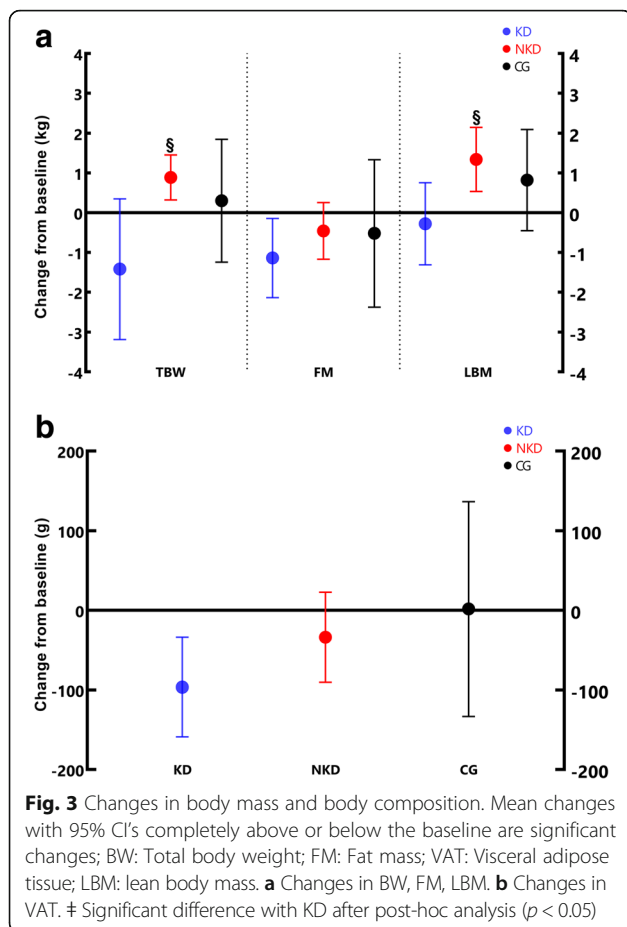 a
KD
NKD
CG
4 4
3 3
2 2
1 1
0 0
-1 -1
-2 -2
-3 -3
-4 -4
Change from baseline (kg)
§ §
TBW FM LBM
b
KD
NKD
CG
200 200
100 100
0 0
-100 -100
-200 -200
Change from baseline (g)
KD NKD CG
Fig. 3 Changes in body mass and body composition. Mean changes
with 95% CI's completely above or below the baseline are significant
changes; BW: Total body weight; FM: Fat mass; VAT: Visceral adipose
tissue; LBM: lean body mass. a Changes in BW, FM, LBM. b Changes in
VAT. ‡ Significant difference with KD after post-hoc analysis (p < 0.05)